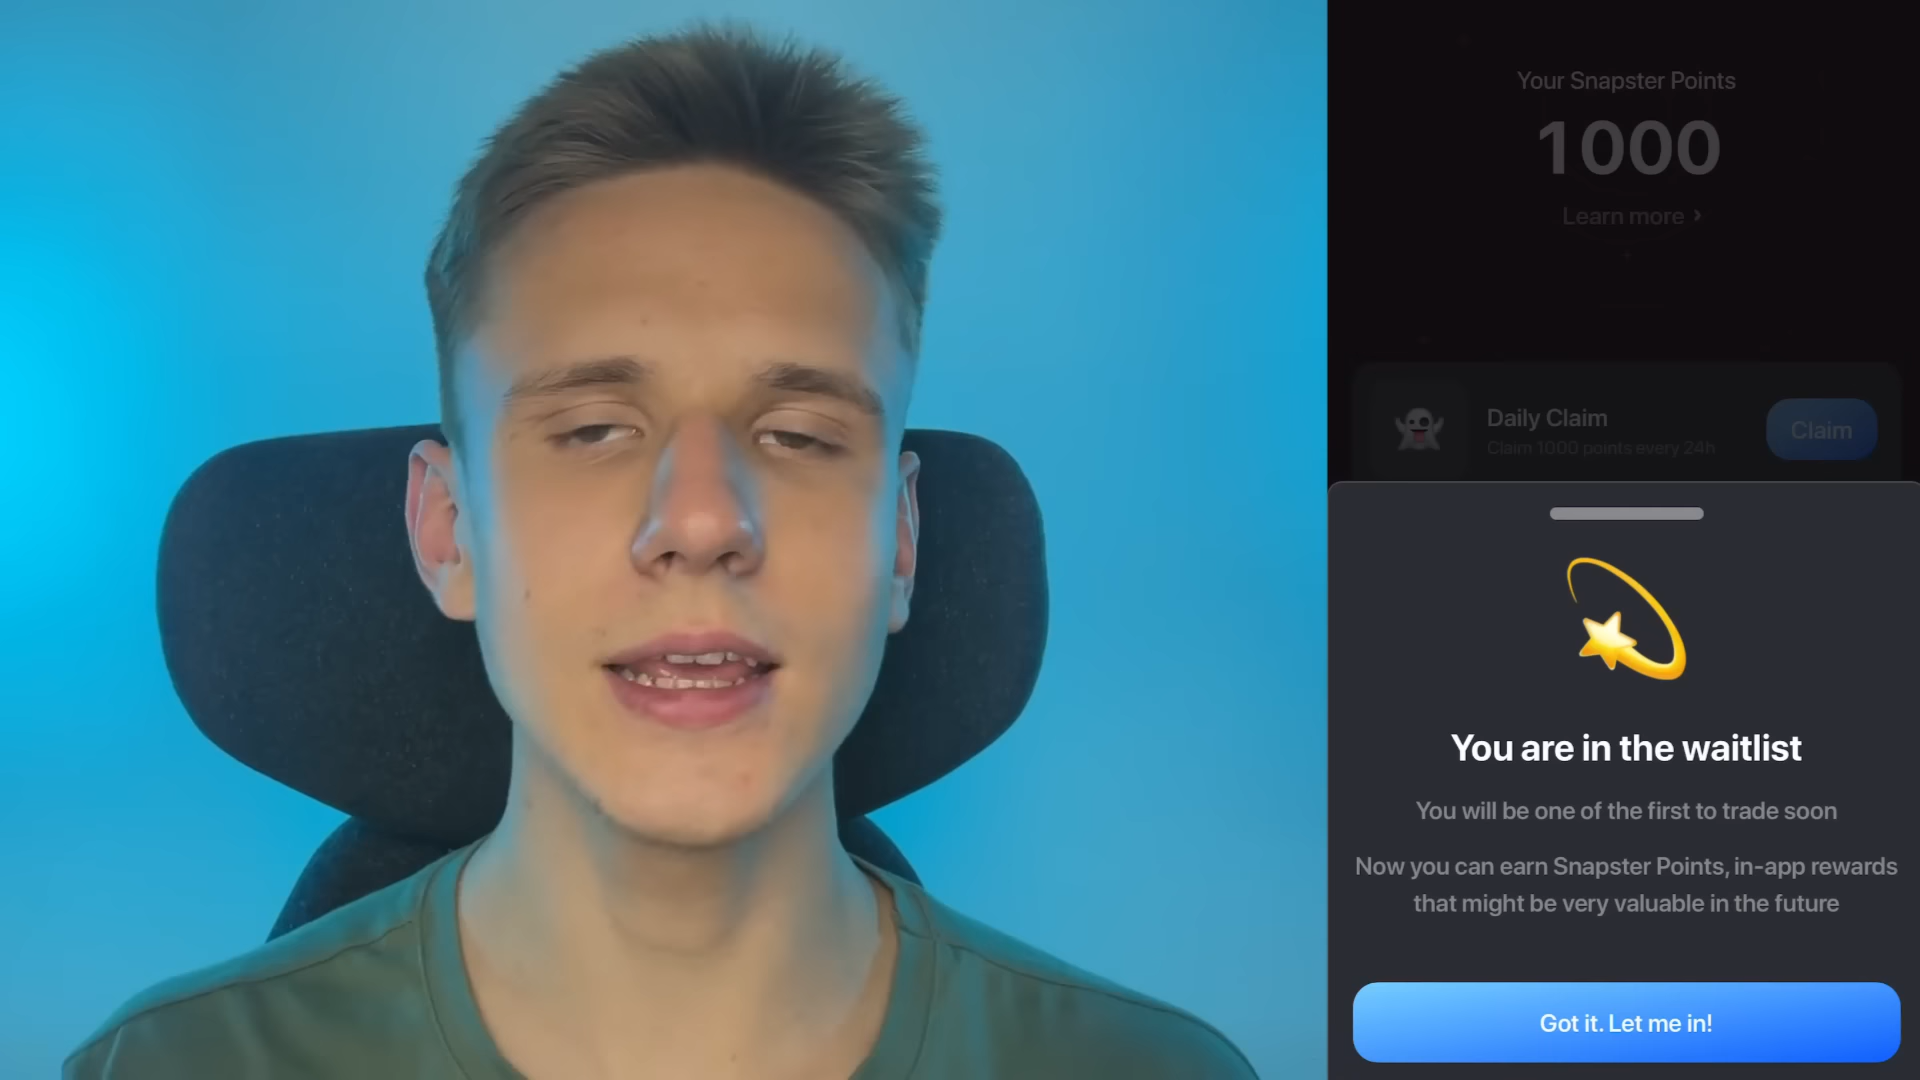 Your Snapster Points
1000
Learn more ›
Daily Claim
Claim 1000 points every 24h
Claim
You are in the waitlist
You will be one of the first to trade soon
Now you can earn Snapster Points, in-app rewards
that might be very valuable in the future
Got it. Let me in!